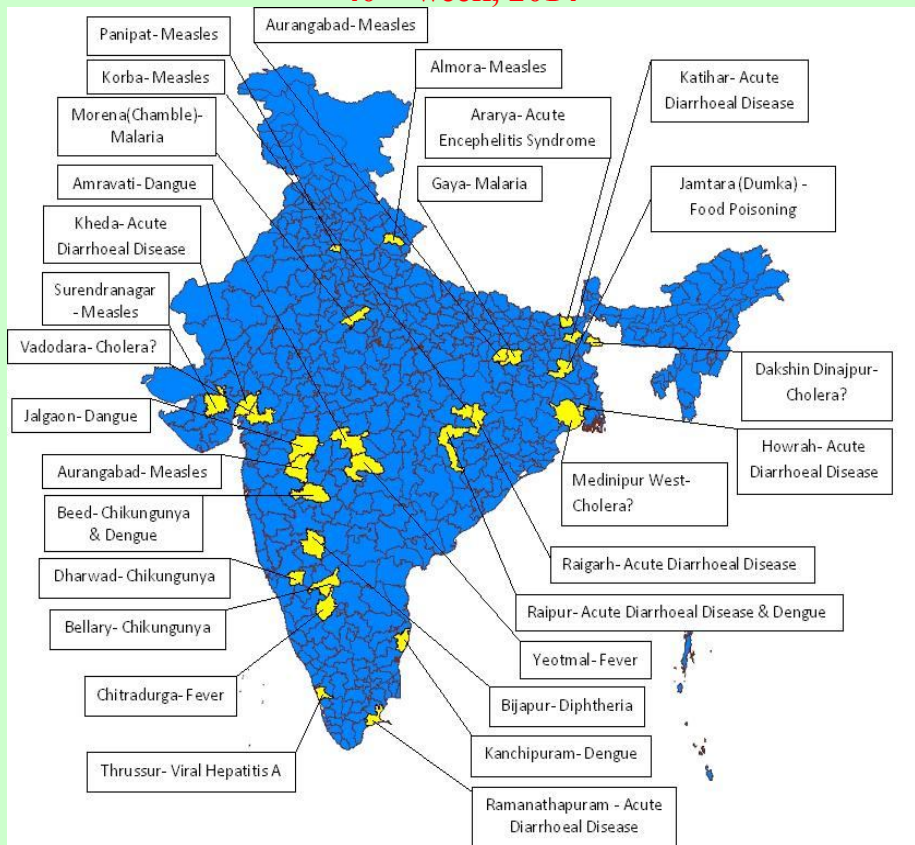 Panipat- Measles
Aurangabad- Measles
Korba- Measles
Almora- Measles
Katihar- Acute
Diarrhoeal Disease
Morena(Chamble)-
Malaria
Ararya- Acute
Encephelitis Syndrome
Amravati- Dangue
Gaya- Malaria
Jamtara (Dumka) -
Food Poisoning
Kheda- Acute
Diarrhoeal Disease
Surendranagar
- Measles
Vadodara- Cholera?
Dakshin Dinajpur-
Cholera?
Jalgaon- Dangue
Howrah- Acute
Diarrhoeal Disease
Aurangabad- Measles
Medinipur West-
Cholera?
Beed- Chikungunya
& Dengue
Raigarh- Acute Diarrhoeal Disease
Dharwad- Chikungunya
Raipur- Acute Diarrhoeal Disease & Dengue
Bellary- Chikungunya
Yeotmal- Fever
Chitradurga- Fever
Bijapur- Diphtheria
Kanchipuram- Dengue
Thrussur- Viral Hepatitis A
Ramanathapuram - Acute
Diarrhoeal Disease